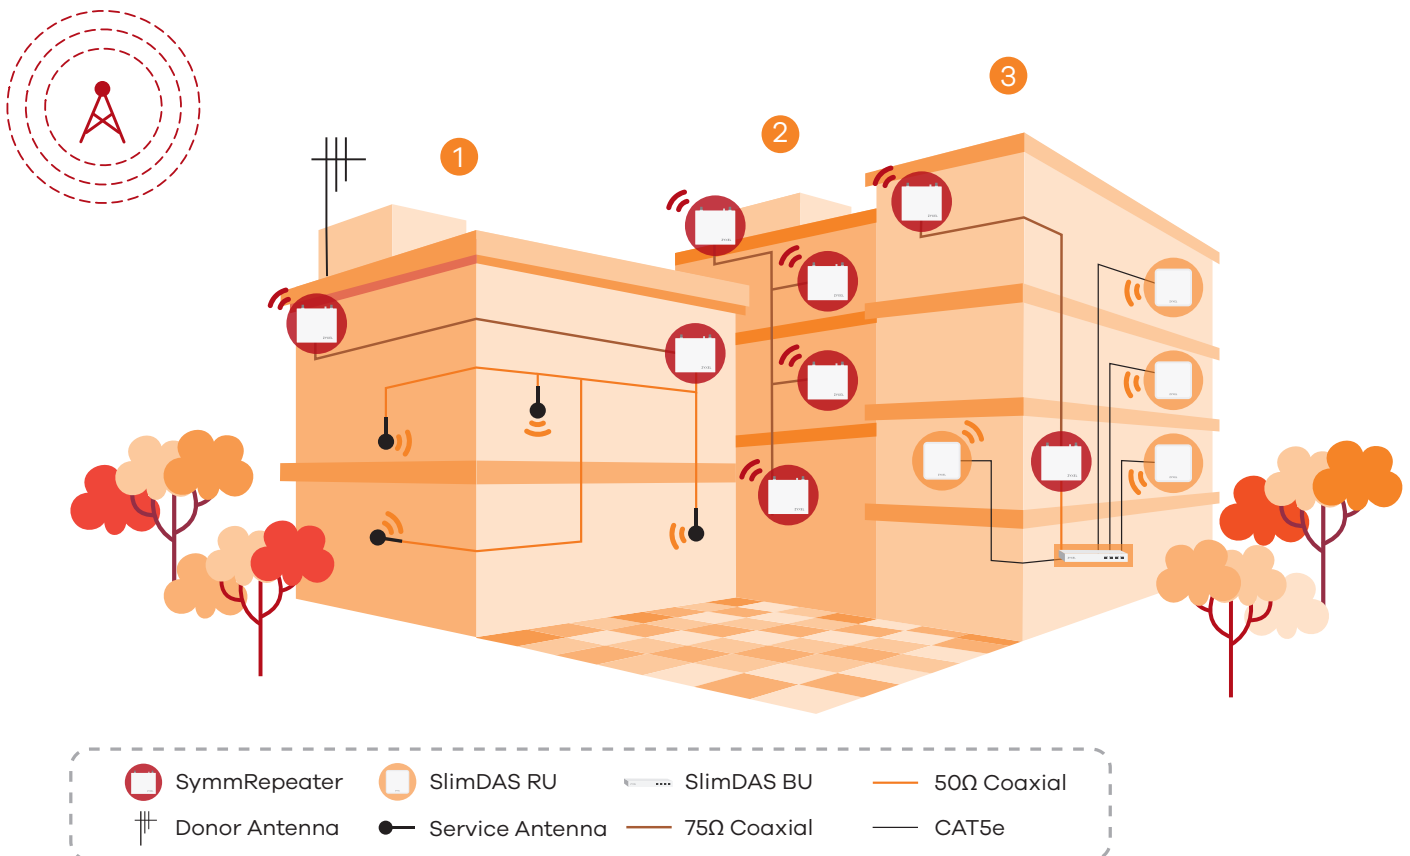 3
2
1
SymmRepeater
SlimDAS RU
SlimDAS BU
50Ω Coaxial
Donor Antenna
Service Antenna
75Ω Coaxial
CAT5e